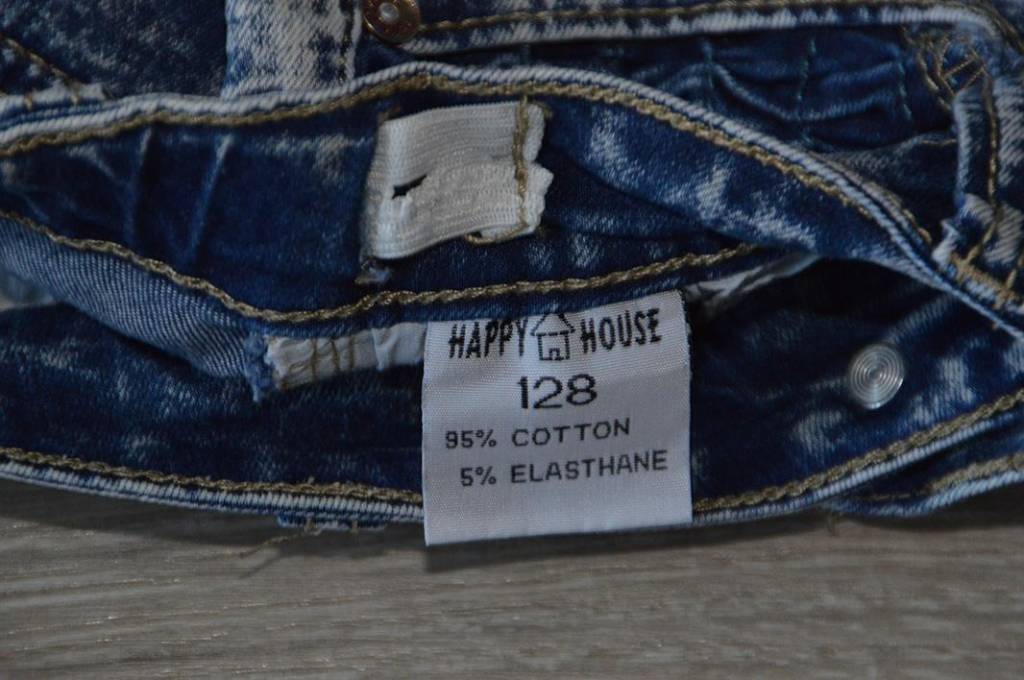 HAPPY HOUSE
128
95% COTTON
5% ELASTHANE